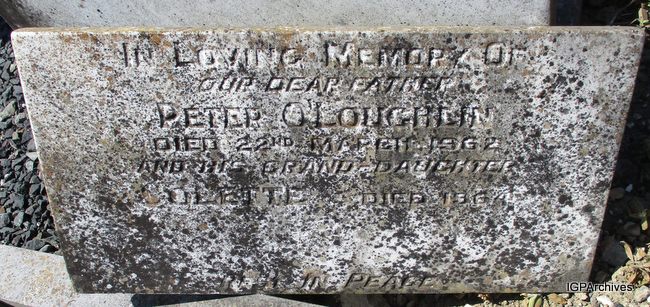 In Loving Memory Of
Our Dear Father
Peter O'Loughlin
Died 22nd March 1962
And His Grand-Daughter
Colette Died 1964
In Peace
IGPArchives